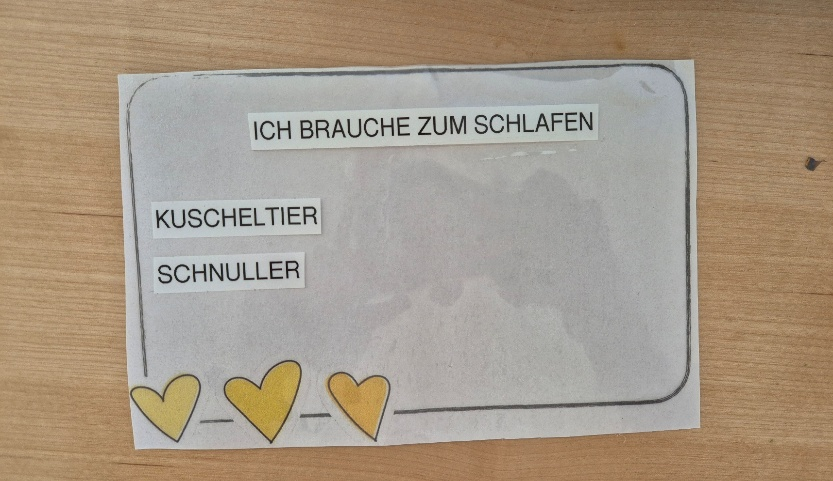 ICH BRAUCHE ZUM SCHLAFEN
KUSCHELTIER
SCHNULLER